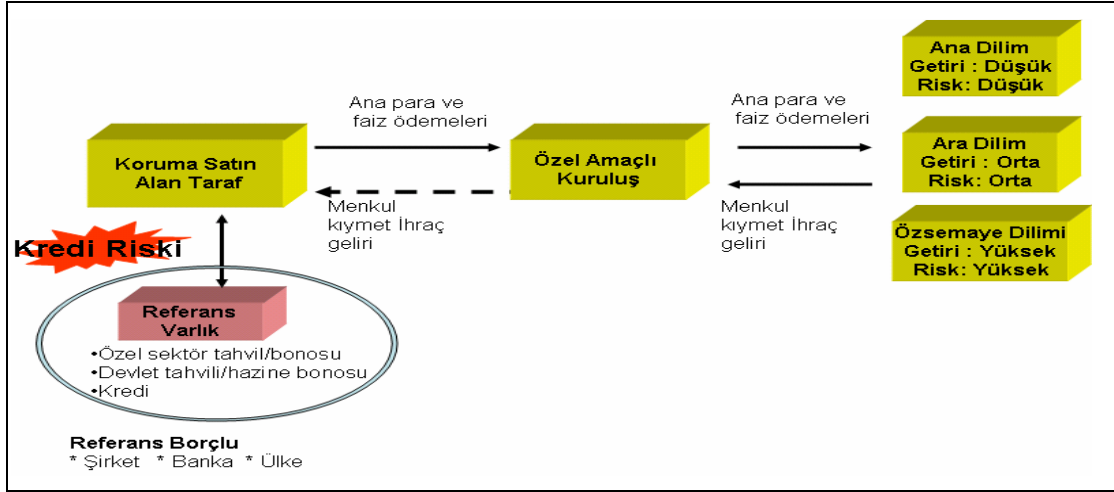 Ana Dilim
Getiri : Düşük
Risk: Düşük
Ana para ve
faiz ödemeleri
Ana para ve
faiz ödemeleri
Koruma Satın
Alan Taraf
Özel Amaçlı
Kuruluş
Ara Dilim
Getiri : Orta
Risk: Orta
Menkul
kıymet İhraç
geliri
Menkul
kıymet İhraç
geliri
Özsemaye Dilimi
Getiri : Yüksek
Risk: Yüksek
Kredi Riski
Referans
Varlık
•Özel sektör tahvil/bonosu
•Devlet tahvili/hazine bonosu
•Kredi
Referans Borçlu
* Şirket * Banka * Ülke